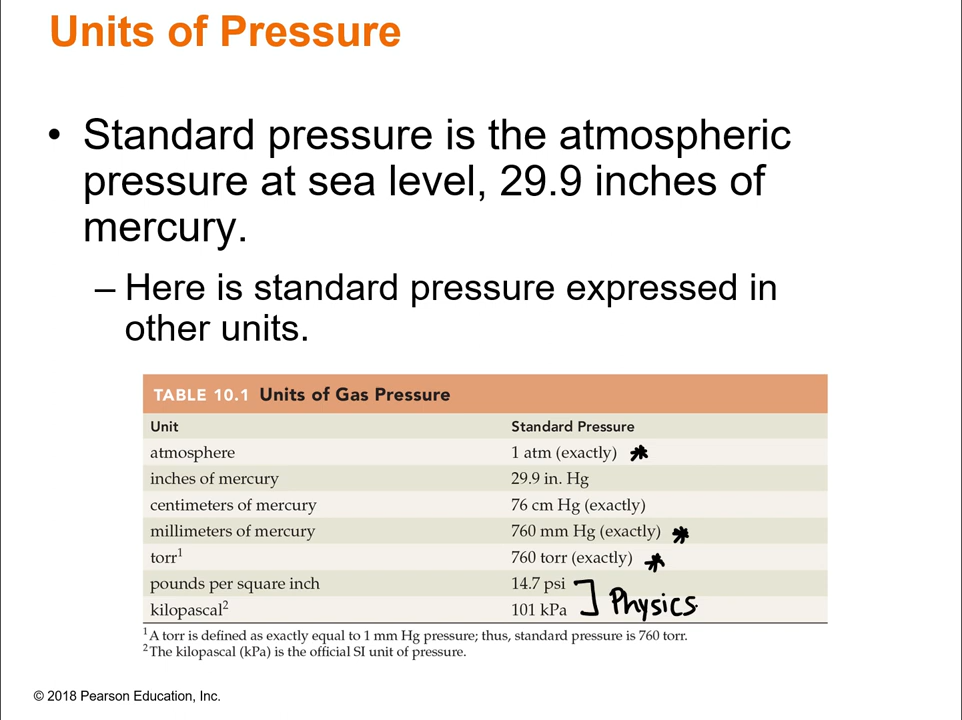 Units of Pressure
• Standard pressure is the atmospheric
pressure at sea level, 29.9 inches of
mercury.
– Here is standard pressure expressed in
other units.
TABLE 10.1 Units of Gas Pressure
Unit Standard Pressure
atmosphere 1 atm (exactly) *
inches of mercury 29.9 in. Hg
centimeters of mercury 76 cm Hg (exactly)
millimeters of mercury 760 mm Hg (exactly) *
torr¹ 760 torr (exactly) *
pounds per square inch 14.7 psi
kilopascal² 101 kPa ] Physics
¹A torr is defined as exactly equal to 1 mm Hg pressure; thus, standard pressure is 760 torr.
²The kilopascal (kPa) is the official SI unit of pressure.
© 2018 Pearson Education, Inc.